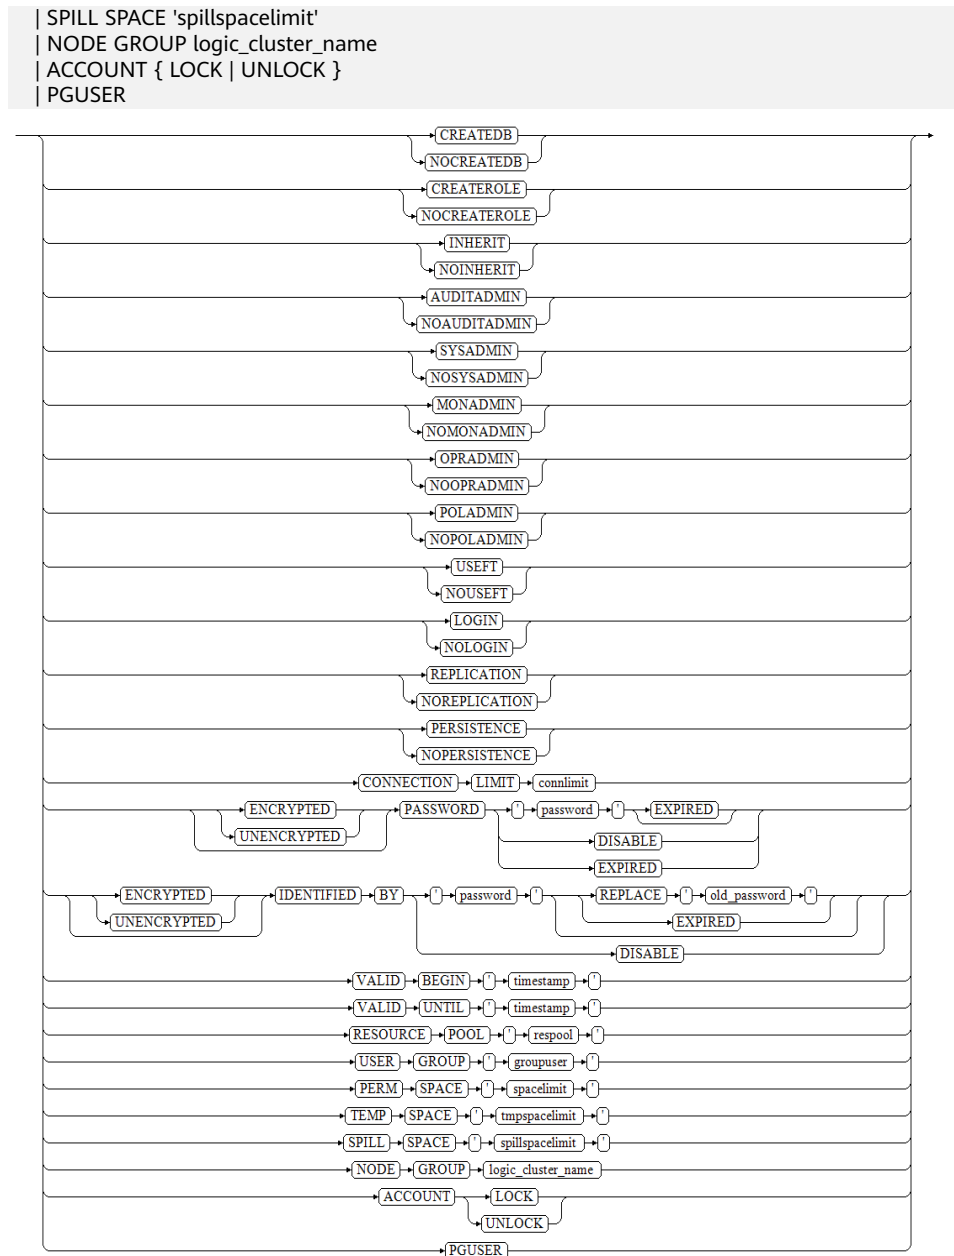 | SPILL SPACE 'spillspacelimit'
| NODE GROUP logic_cluster_name
| ACCOUNT { LOCK | UNLOCK }
| PGUSER
CREATEDB
NOCREATEDB
CREATEROLE
NOCREATEROLE
INHERIT
NOINHERIT
AUDITADMIN
NOAUDITADMIN
SYSADMIN
NOSYSADMIN
MONADMIN
NOMONADMIN
OPRADMIN
NOOPRADMIN
POLADMIN
NOPOLADMIN
USEFT
NOUSEFT
LOGIN
NOLOGIN
REPLICATION
NOREPLICATION
PERSISTENCE
NOPERSISTENCE
CONNECTION LIMIT connlimit
ENCRYPTED PASSWORD ' password ' EXPIRED
UNENCRYPTED DISABLE
EXPIRED
ENCRYPTED IDENTIFIED BY ' password ' REPLACE ' old_password '
UNENCRYPTED EXPIRED
DISABLE
VALID BEGIN ' timestamp '
VALID UNTIL ' timestamp '
RESOURCE POOL ' respool '
USER GROUP ' groupuser '
PERM SPACE ' spacelimit '
TEMP SPACE ' tmpspacelimit '
SPILL SPACE ' spillspacelimit '
NODE GROUP logic_cluster_name
ACCOUNT LOCK
UNLOCK
PGUSER